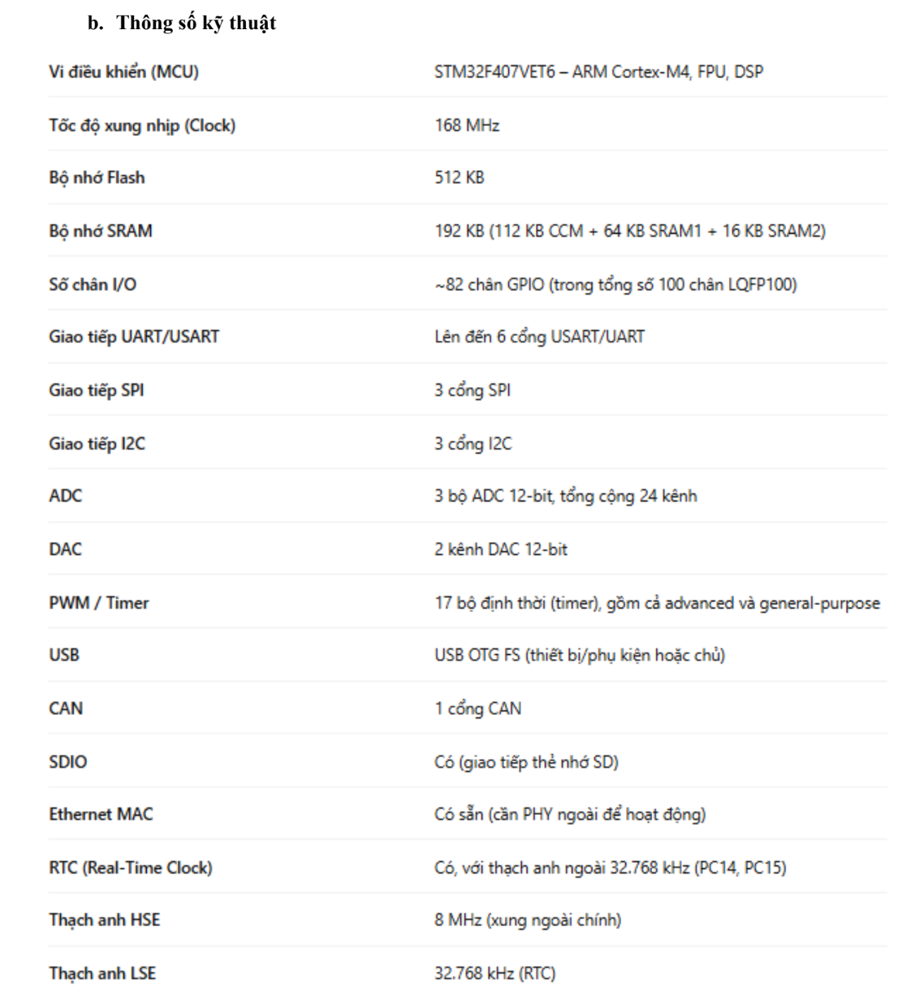 b. Thông số kỹ thuật
Vi điều khiển (MCU) STM32F407VET6 – ARM Cortex-M4, FPU, DSP
Tốc độ xung nhịp (Clock) 168 MHz
Bộ nhớ Flash 512 KB
Bộ nhớ SRAM 192 KB (112 KB CCM + 64 KB SRAM1 + 16 KB SRAM2)
Số chân I/O ~82 chân GPIO (trong tổng số 100 chân LQFP100)
Giao tiếp UART/USART Lên đến 6 cổng USART/UART
Giao tiếp SPI 3 cổng SPI
Giao tiếp I2C 3 cổng I2C
ADC 3 bộ ADC 12-bit, tổng cộng 24 kênh
DAC 2 kênh DAC 12-bit
PWM / Timer 17 bộ định thời (timer), gồm cả advanced và general-purpose
USB USB OTG FS (thiết bị/phụ kiện hoặc chủ)
CAN 1 cổng CAN
SDIO Có (giao tiếp thẻ nhớ SD)
Ethernet MAC Có sẵn (cần PHY ngoài để hoạt động)
RTC (Real-Time Clock) Có, với thạch anh ngoài 32.768 kHz (PC14, PC15)
Thạch anh HSE 8 MHz (xung ngoài chính)
Thạch anh LSE 32.768 kHz (RTC)